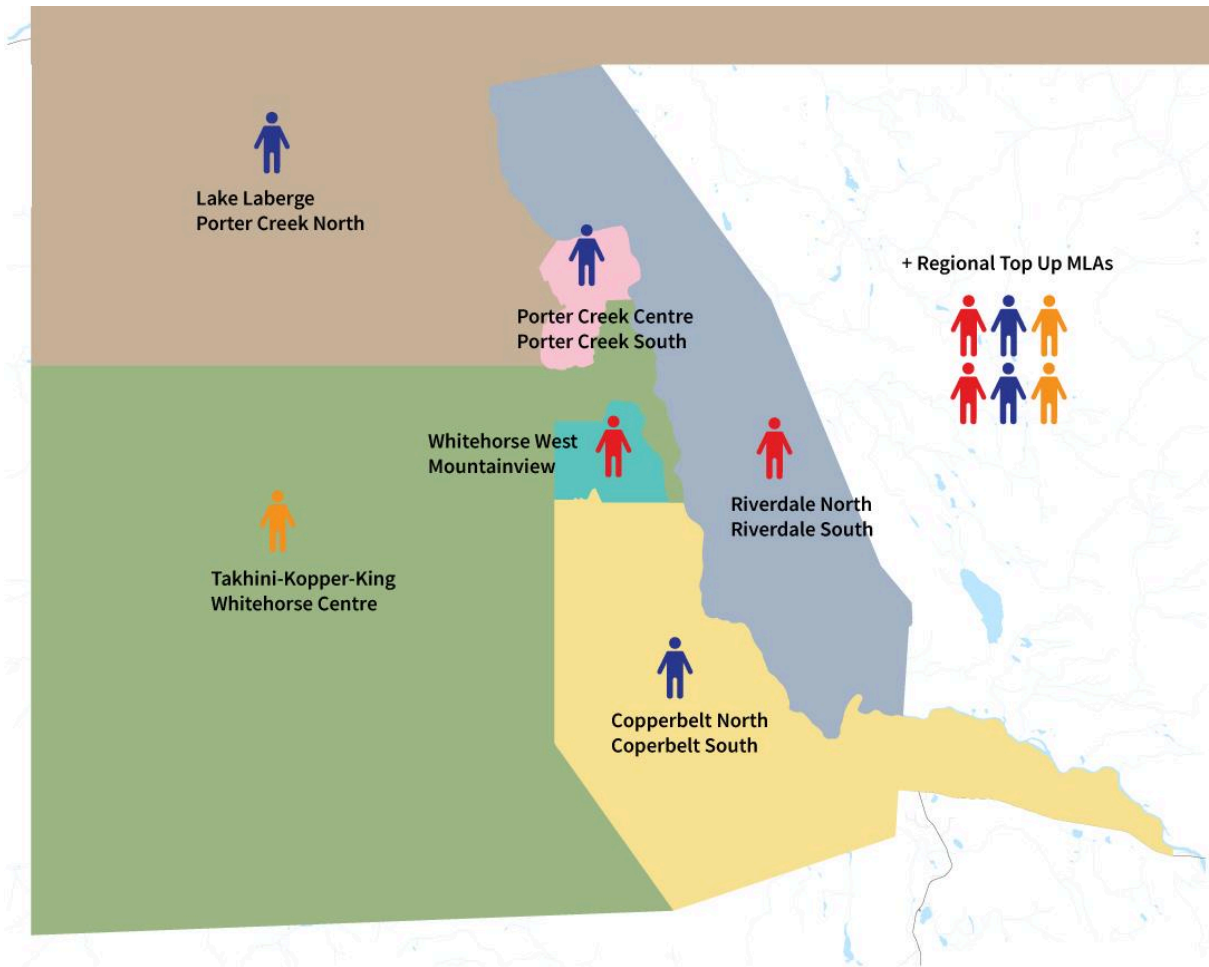 Lake Laberge
Porter Creek North
+ Regional Top Up MLAs
Porter Creek Centre
Porter Creek South
Whitehorse West
Mountainview
Riverdale North
Riverdale South
Takhini-Kopper-King
Whitehorse Centre
Copperbelt North
Coperbelt South